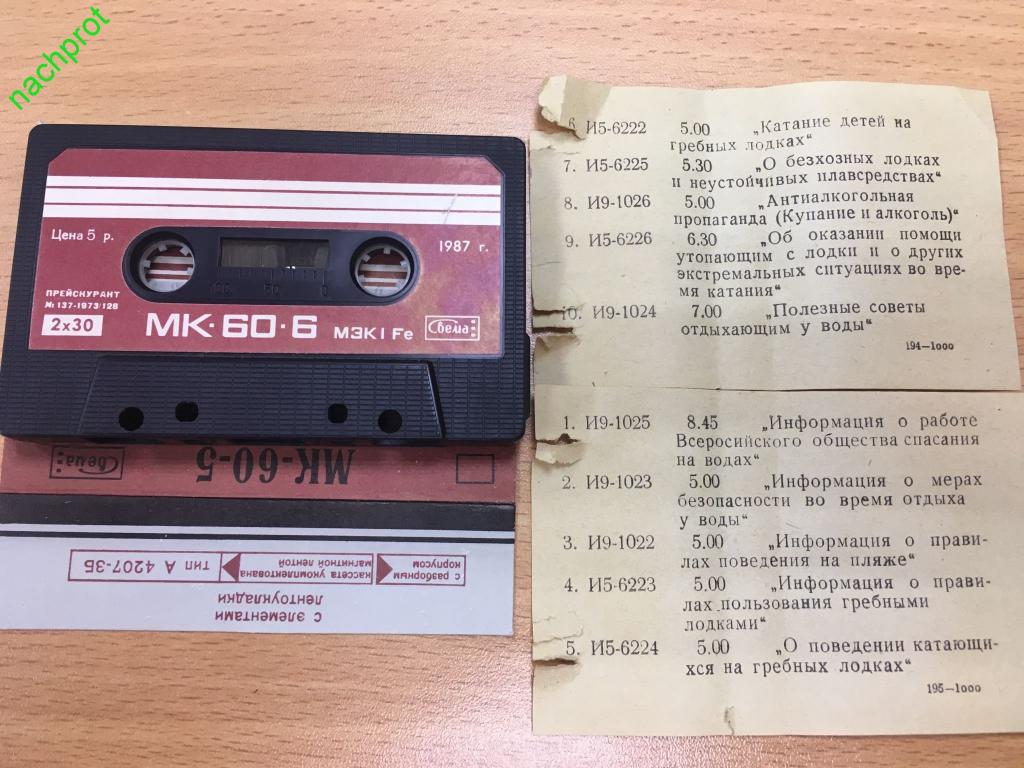 nachprot
Цена 5 р.
1987 г.
100 50 0
ПРЕЙСКУРАНТ
№ 137-1973/128
2х30
МК·60·6 МЭК I Fe
Свема
Свема
МК-60-5
с разборным
корпусом
кассета укомплектована
магнитной лентой
ТИП А 4207-3Б
С ЭЛЕМЕНТАМИ
ЛЕНТОУКЛАДКИ
6. И5-6222 5.00 „Катание детей на
гребных лодках“
7. И5-6225 5.30 „О безхозных лодках
и неустойчивых плавсредствах“
8. И9-1026 5.00 „Антиалкогольная
пропаганда (Купание и алкоголь)“
9. И5-6226 6.30 „Об оказании помощи
утопающим с лодки и о других
экстремальных ситуациях во вре-
мя катания“
10. И9-1024 7.00 „Полезные советы
отдыхающим у воды“
194—1000
1. И9-1025 8.45 „Информация о работе
Всеросийского общества спасания
на водах“
2. И9-1023 5.00 „Информация о мерах
безопасности во время отдыха
у воды“
3. И9-1022 5.00 „Информация о прави-
лах поведения на пляже“
4. И5-6223 5.00 „Информация о прави-
лах пользования гребными
лодками“
5. И5-6224 5.00 „О поведении катающи-
хся на гребных лодках“
195—1000